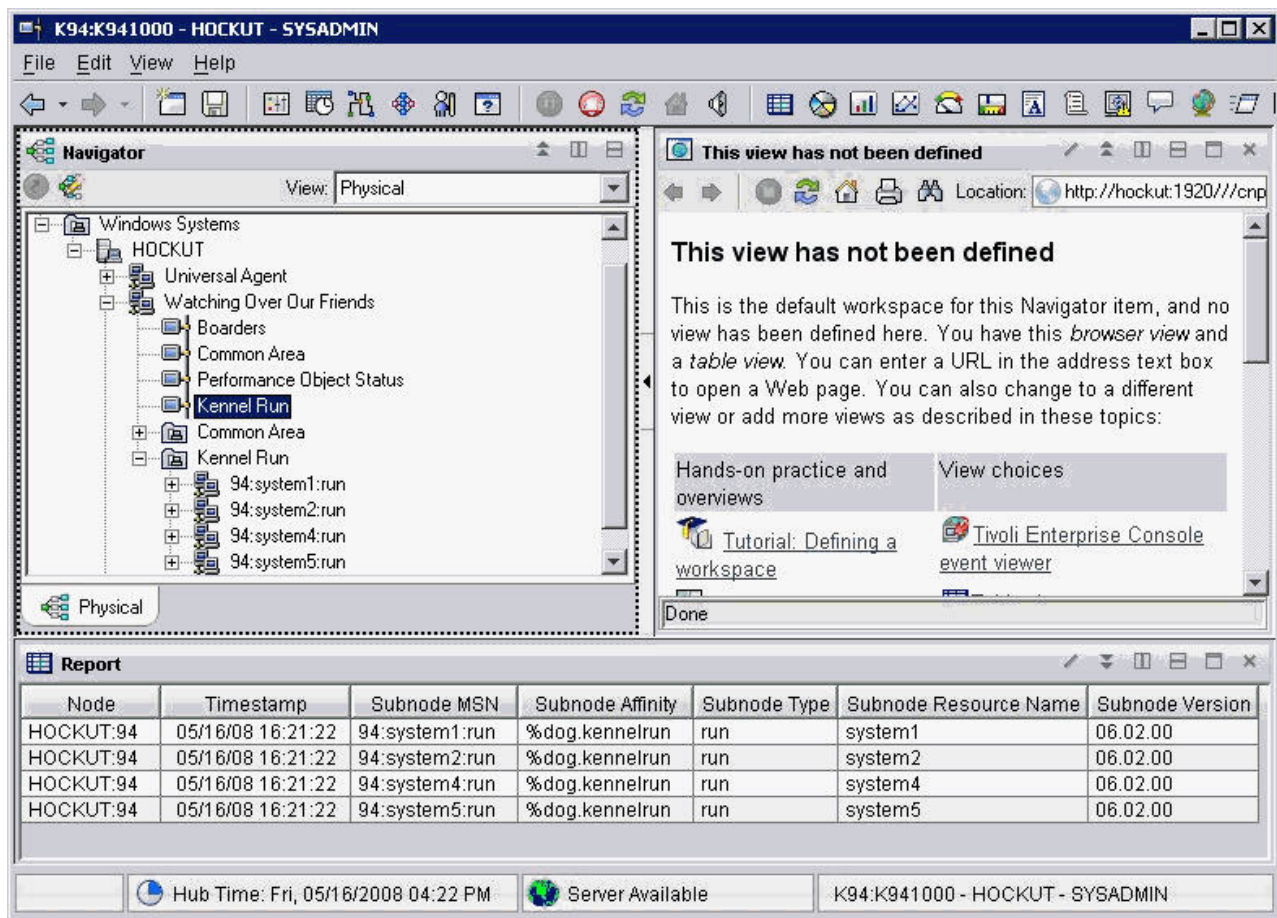 K94:K941000 - HOCKUT - SYSADMIN
File Edit View Help
Navigator
View: Physical
Windows Systems
HOCKUT
Universal Agent
Watching Over Our Friends
Boarders
Common Area
Performance Object Status
Kennel Run
Common Area
Kennel Run
94:system1:run
94:system2:run
94:system4:run
94:system5:run
Physical
This view has not been defined
Location: http://hockut:1920///cnp
This view has not been defined
This is the default workspace for this Navigator item, and no
view has been defined here. You have this browser view and
a table view. You can enter a URL in the address text box
to open a Web page. You can also change to a different
view or add more views as described in these topics:
Hands-on practice and
overviews
View choices
Tutorial: Defining a
workspace
Tivoli Enterprise Console
event viewer
Done
Report
Node Timestamp Subnode MSN Subnode Affinity Subnode Type Subnode Resource Name Subnode Version
HOCKUT:94 05/16/08 16:21:22 94:system1:run %dog.kennelrun run system1 06.02.00
HOCKUT:94 05/16/08 16:21:22 94:system2:run %dog.kennelrun run system2 06.02.00
HOCKUT:94 05/16/08 16:21:22 94:system4:run %dog.kennelrun run system4 06.02.00
HOCKUT:94 05/16/08 16:21:22 94:system5:run %dog.kennelrun run system5 06.02.00
Hub Time: Fri, 05/16/2008 04:22 PM Server Available K94:K941000 - HOCKUT - SYSADMIN